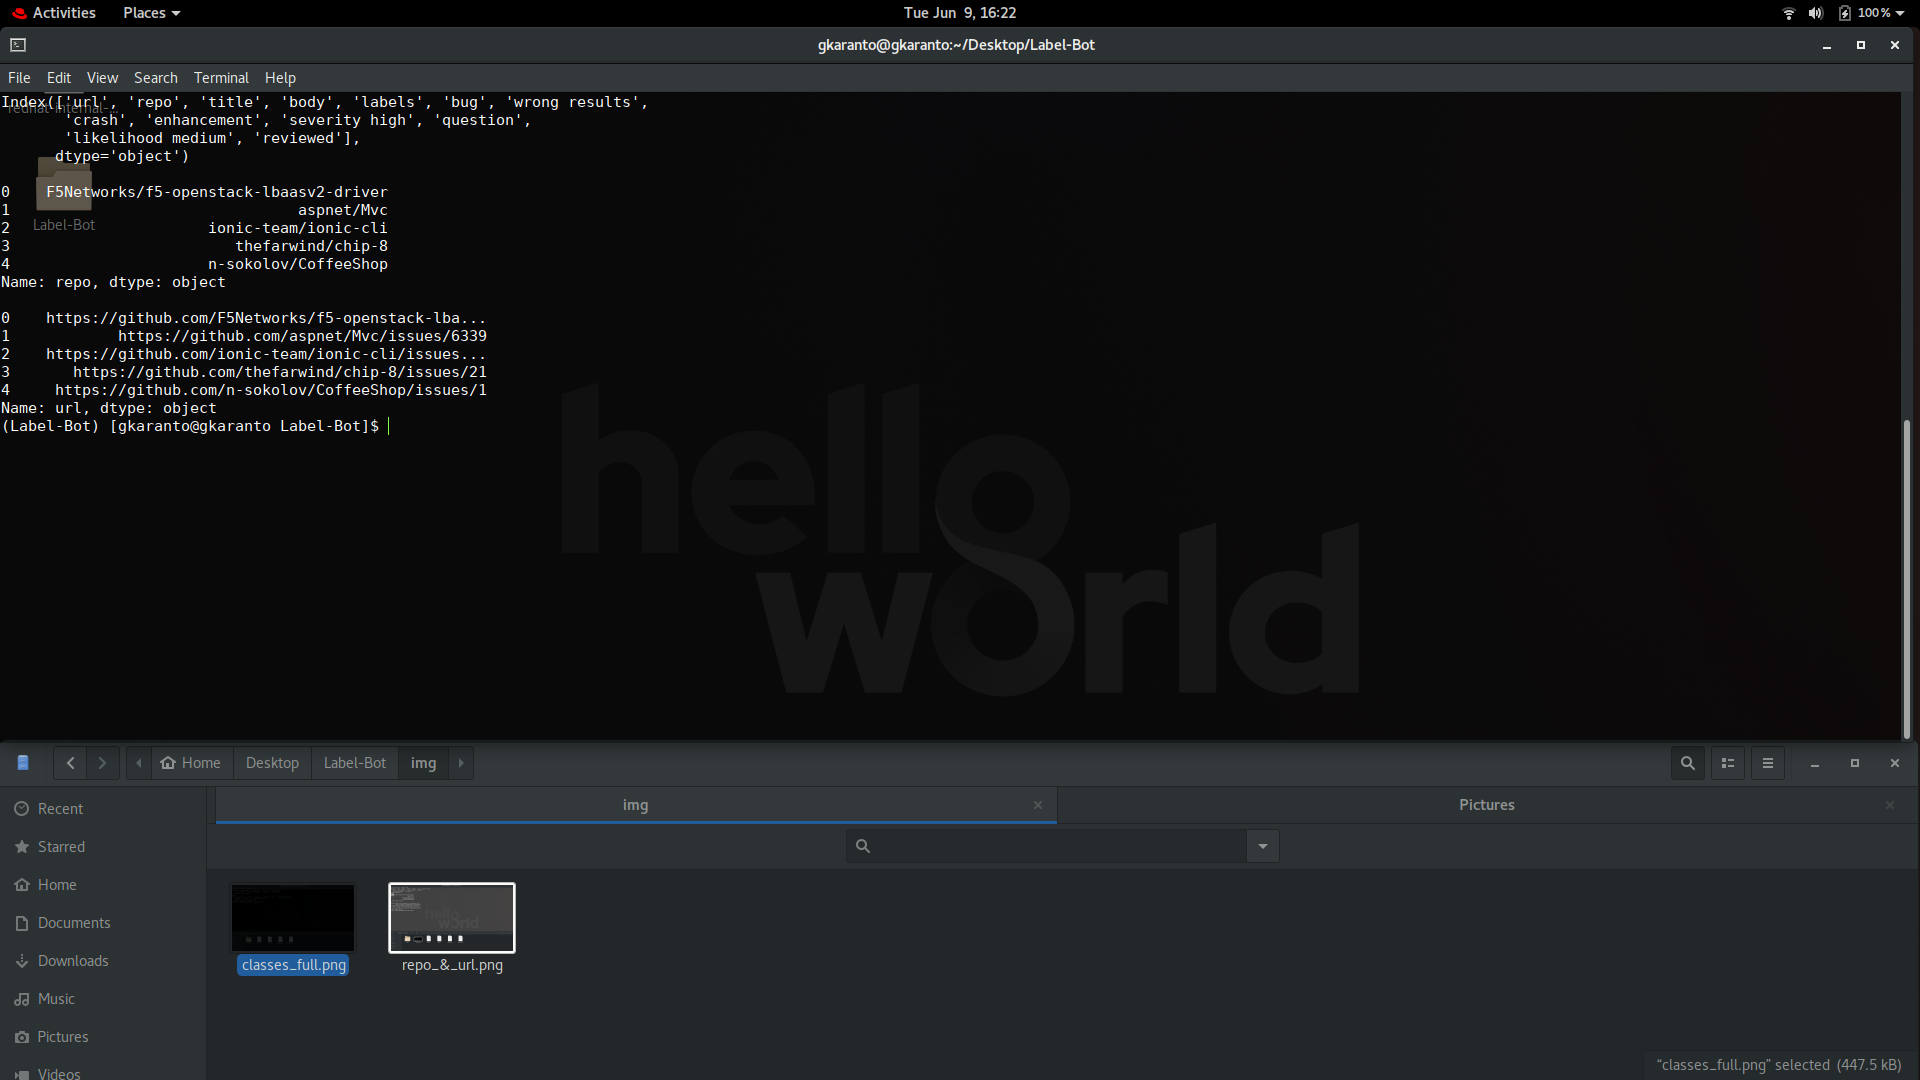 Activities Places Tue Jun 9, 16:22 100%
gkaranto@gkaranto:~/Desktop/Label-Bot
File Edit View Search Terminal Help
Index(['url', 'repo', 'title', 'body', 'labels', 'bug', 'wrong results',
'crash', 'enhancement', 'severity high', 'question',
'likelihood medium', 'reviewed'],
dtype='object')
0 F5Networks/f5-openstack-lbaasv2-driver
1 aspnet/Mvc
2 ionic-team/ionic-cli
3 thefarwind/chip-8
4 n-sokolov/CoffeeShop
Name: repo, dtype: object
0 https://github.com/F5Networks/f5-openstack-lba...
1 https://github.com/aspnet/Mvc/issues/6339
2 https://github.com/ionic-team/ionic-cli/issues...
3 https://github.com/thefarwind/chip-8/issues/21
4 https://github.com/n-sokolov/CoffeeShop/issues/1
Name: url, dtype: object
(Label-Bot) [gkaranto@gkaranto Label-Bot]$
redhat-internal-...
Label-Bot
hello
world
Home Desktop Label-Bot img
img Pictures
Recent
Starred
Home
Documents
Downloads
Music
Pictures
Videos
classes_full.png repo_&_url.png
“classes_full.png” selected (447.5 kB)